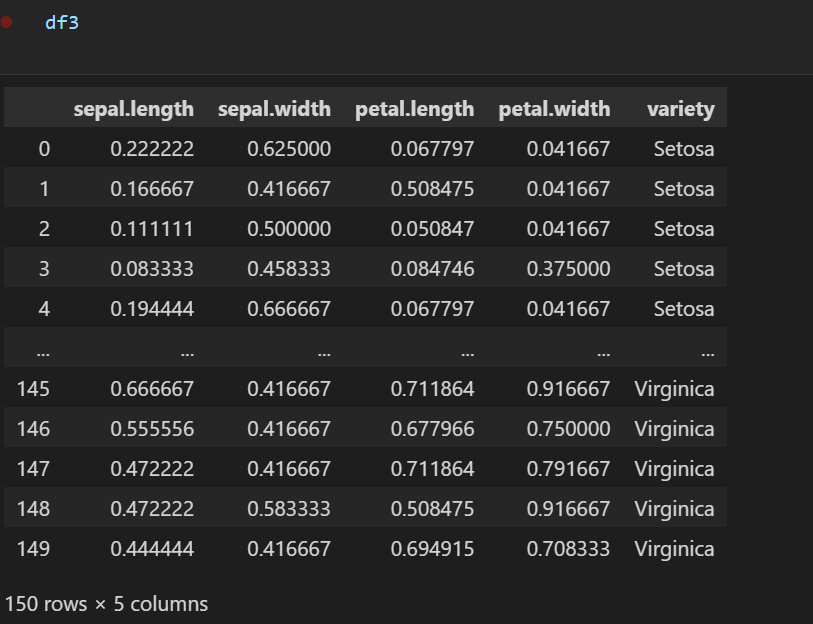 df3
sepal.length sepal.width petal.length petal.width variety
0 0.222222 0.625000 0.067797 0.041667 Setosa
1 0.166667 0.416667 0.508475 0.041667 Setosa
2 0.111111 0.500000 0.050847 0.041667 Setosa
3 0.083333 0.458333 0.084746 0.375000 Setosa
4 0.194444 0.666667 0.067797 0.041667 Setosa
... ... ... ... ... ...
145 0.666667 0.416667 0.711864 0.916667 Virginica
146 0.555556 0.416667 0.677966 0.750000 Virginica
147 0.472222 0.416667 0.711864 0.791667 Virginica
148 0.472222 0.583333 0.508475 0.916667 Virginica
149 0.444444 0.416667 0.694915 0.708333 Virginica
150 rows × 5 columns